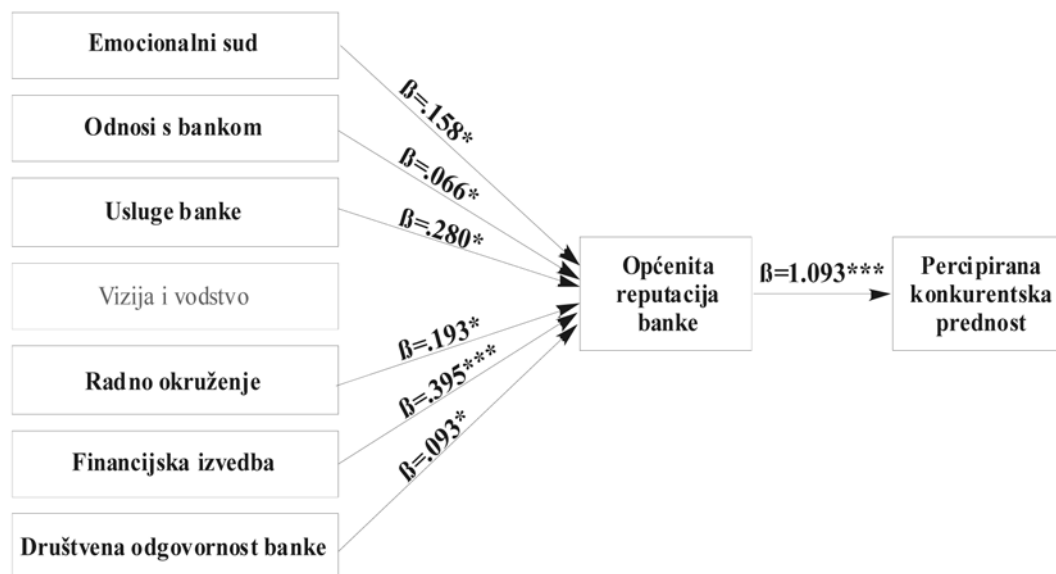 Emocionalni sud
Odnosi s bankom
Usluge banke
Vizija i vodstvo
Radno okruženje
Financijska izvedba
Društvena odgovornost banke
ß=.158*
ß=.066*
ß=.280*
ß=.193*
ß=.395***
ß=.093*
Općenita
reputacija
banke
ß=1.093***
Percipirana
konkurentska
prednost